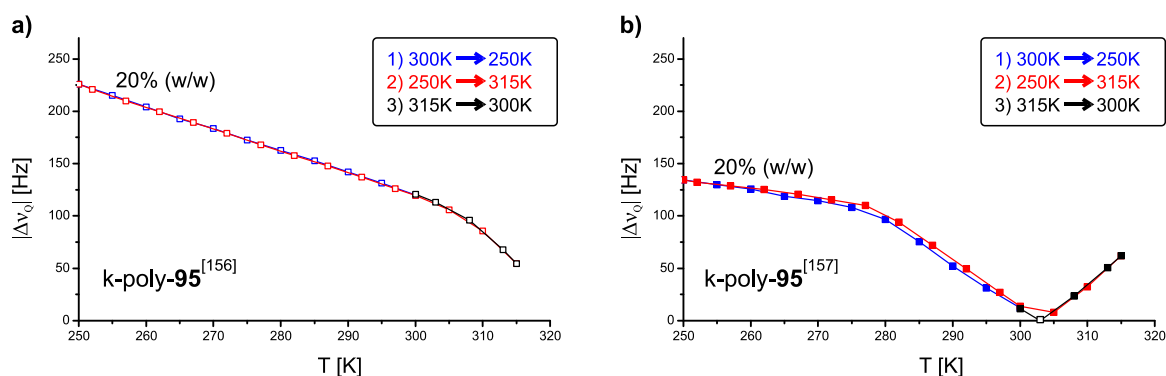 a)
|Δν_Q| [Hz]
250
200
150
100
50
0
20% (w/w)
1) 300K → 250K
2) 250K → 315K
3) 315K → 300K
k-poly-95[156]
250 260 270 280 290 300 310 320
T [K]
b)
|Δν_Q| [Hz]
250
200
150
100
50
0
20% (w/w)
1) 300K → 250K
2) 250K → 315K
3) 315K → 300K
k-poly-95[157]
250 260 270 280 290 300 310 320
T [K]